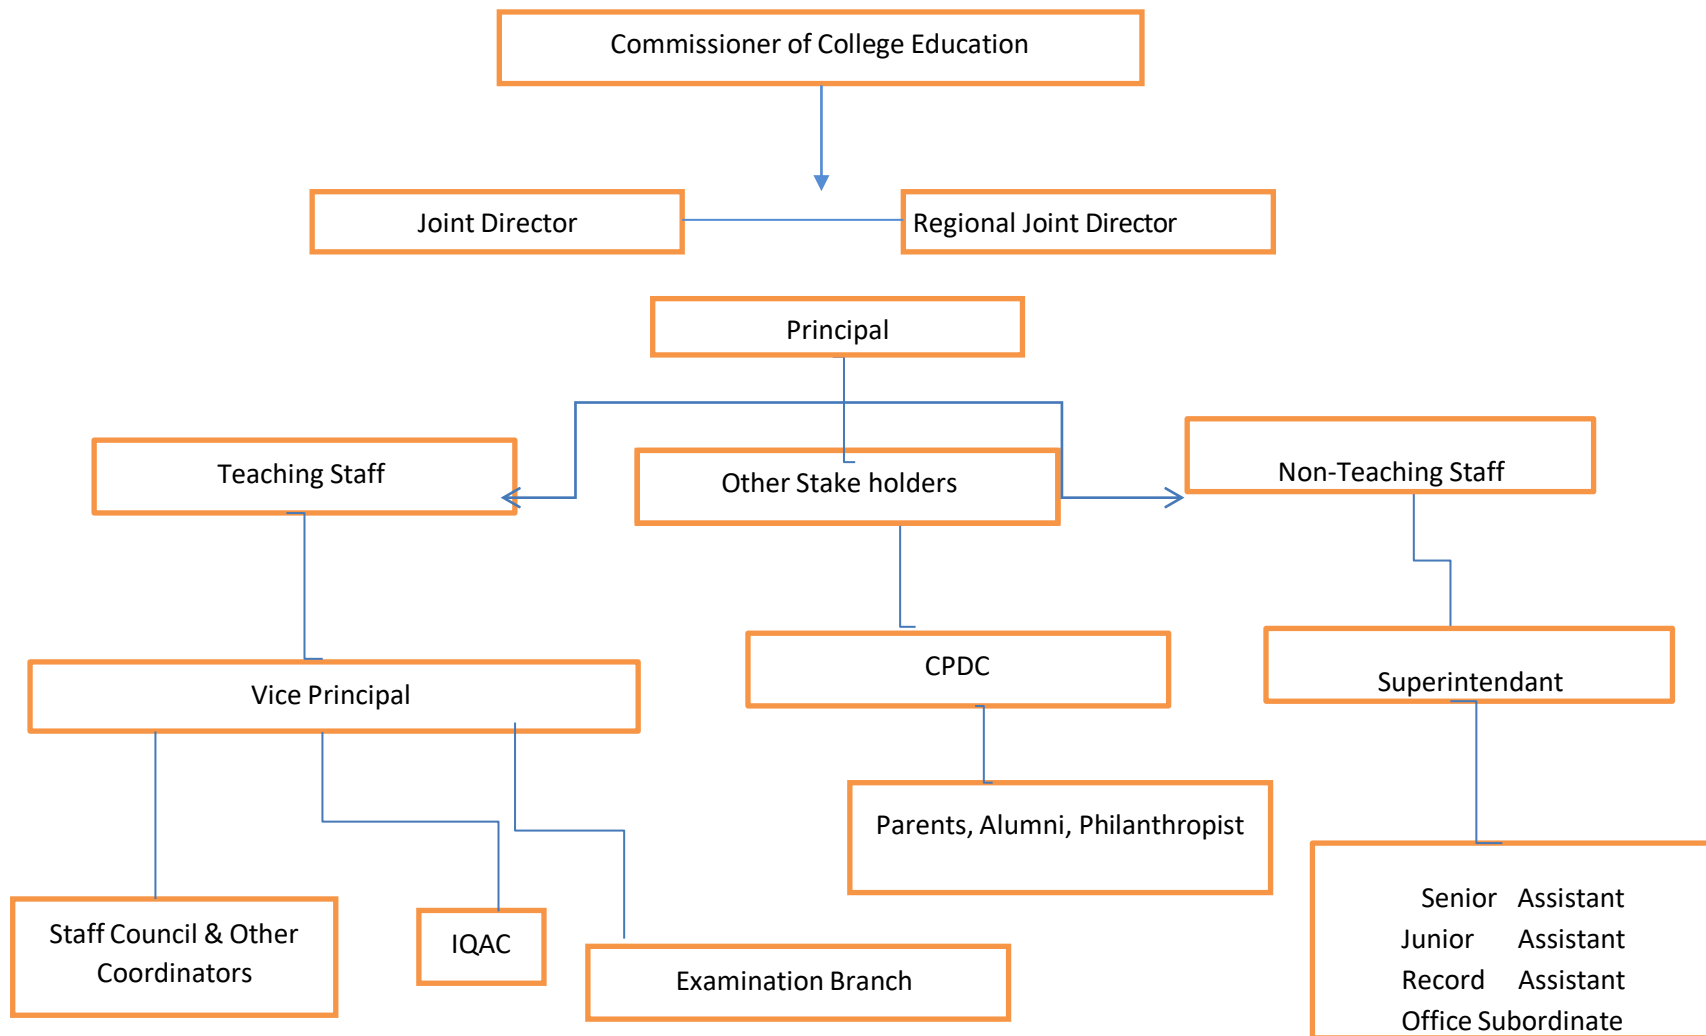 Commissioner of College Education
Joint Director
Regional Joint Director
Principal
Teaching Staff
Other Stake holders
Non-Teaching Staff
Vice Principal
CPDC
Superintendant
Parents, Alumni, Philanthropist
Staff Council & Other
Coordinators
IQAC
Examination Branch
Senior Assistant
Junior Assistant
Record Assistant
Office Subordinate